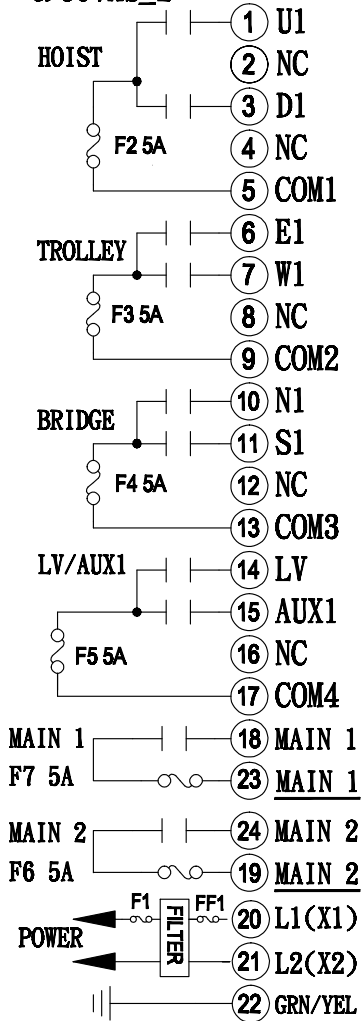 1 U1
HOIST
2 NC
3 D1
F2 5A
4 NC
5 COM1
6 E1
TROLLEY
7 W1
F3 5A
8 NC
9 COM2
10 N1
BRIDGE
11 S1
F4 5A
12 NC
13 COM3
LV/AUX1
14 LV
15 AUX1
F5 5A
16 NC
17 COM4
MAIN 1
18 MAIN 1
F7 5A
23 MAIN 1
MAIN 2
24 MAIN 2
F6 5A
19 MAIN 2
F1
FILTER
FF1
20 L1(X1)
POWER
21 L2(X2)
22 GRN/YEL